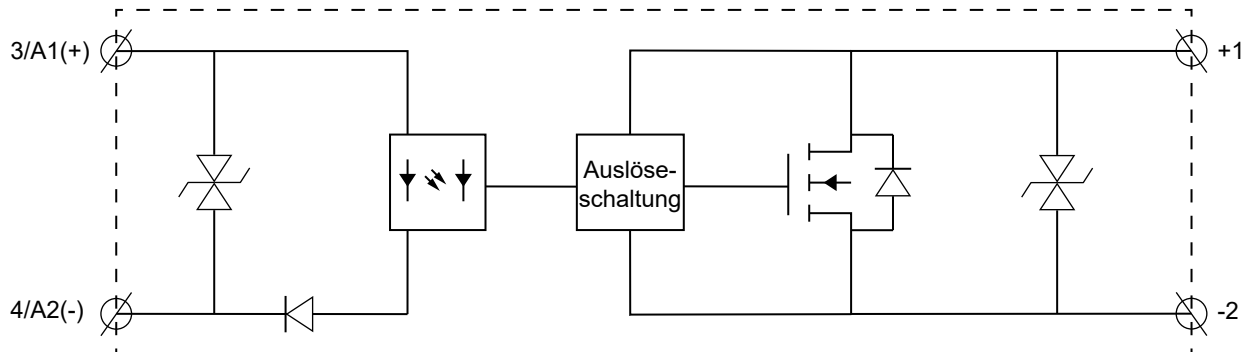 3/A1(+)
+1
Auslöse-
schaltung
4/A2(-)
-2